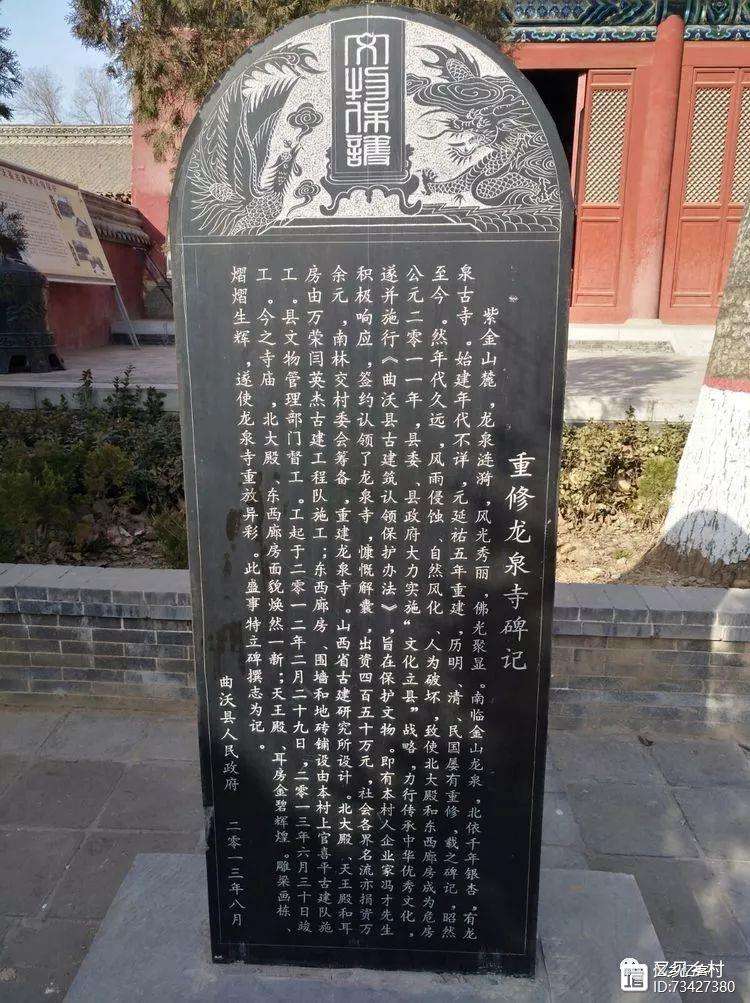 文物保护
重修龙泉寺碑记
紫金山麓，龙泉涟漪，风光秀丽，佛光聚显。南临金山龙泉，北依千年银杏，有龙
泉古寺。始建年代不详，元延祐五年重建，历明、清、民国屡有重修，载之碑记，昭然
至今。然年代久远，风雨侵蚀、自然风化、人为破坏，致使北大殿和东西廊房成为危房
公元二零一一年，县委、县政府大力实施“文化立县”战略，力行传承中华优秀文化，
遂并施行《曲沃县古建筑认领保护办法》，旨在保护文物。即有本村人企业家冯才先生
积极响应，签约认领了龙泉寺，慷慨解囊，出资四百五十万元，社会各界名流亦捐资万
余元，南林交村委会筹备，重建龙泉寺。山西省古建研究所设计。北大殿、天王殿和耳
房由万荣闫英杰古建工程队施工；东西廊房、围墙和地砖铺设由本村上官喜平古建队施
工。县文物管理部门督工。工起于二零一二年二月二十九日，二零一三年六月三十日竣
工。今之寺庙，北大殿、东西廊房面貌焕然一新；天王殿、耳房金碧辉煌。雕梁画栋、
熠熠生辉，遂使龙泉寺重放异彩。此盛事特立碑撰志为记。
曲沃县人民政府 二零一三年八月
ID:73427380